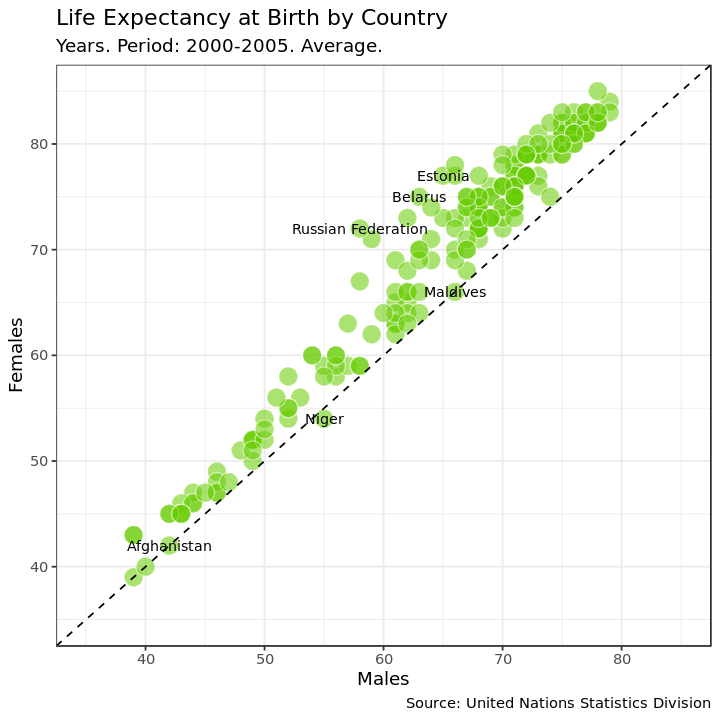 Life Expectancy at Birth by Country
Years. Period: 2000-2005. Average.
Females
80
70
60
50
40
Estonia
Belarus
Russian Federation
Maldives
Niger
Afghanistan
40 50 60 70 80
Males
Source: United Nations Statistics Division